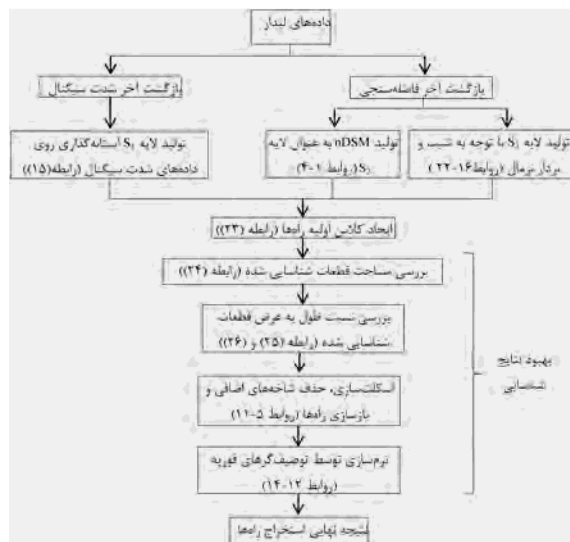 داده‌های لیدار
بازگشت آخر فاصله‌سنجی
بازگشت آخر شدت سیگنال
تولید لایه S₃ با توجه به شیب و
بردار نرمال (روابط ۱۶-۲۲)
تولید nDSM به عنوان لایه
S₂ (روابط ۱-۴)
تولید لایه S₁ آستانه‌گذاری روی
داده‌های شدت سیگنال (رابطه(۱۵))
ایجاد کلاس اولیه راه‌ها (رابطه (۲۳))
بررسی مساحت قطعات شناسایی شده (رابطه (۲۴))
بررسی نسبت طول به عرض قطعات
شناسایی شده (رابطه (۲۵) و (۲۶))
اسکلت‌سازی، حذف شاخه‌های اضافی و
بازسازی راه‌ها (روابط ۵-۱۱)
نرم‌سازی توسط توصیف‌گرهای فوریه
(روابط ۱۲-۱۴)
نتیجه نهایی استخراج راه‌ها
بهبود نتایج
شناسایی